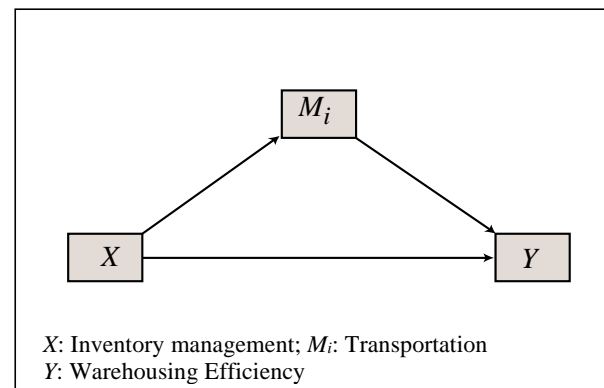 Mi
X
Y
X: Inventory management; Mi: Transportation
Y: Warehousing Efficiency